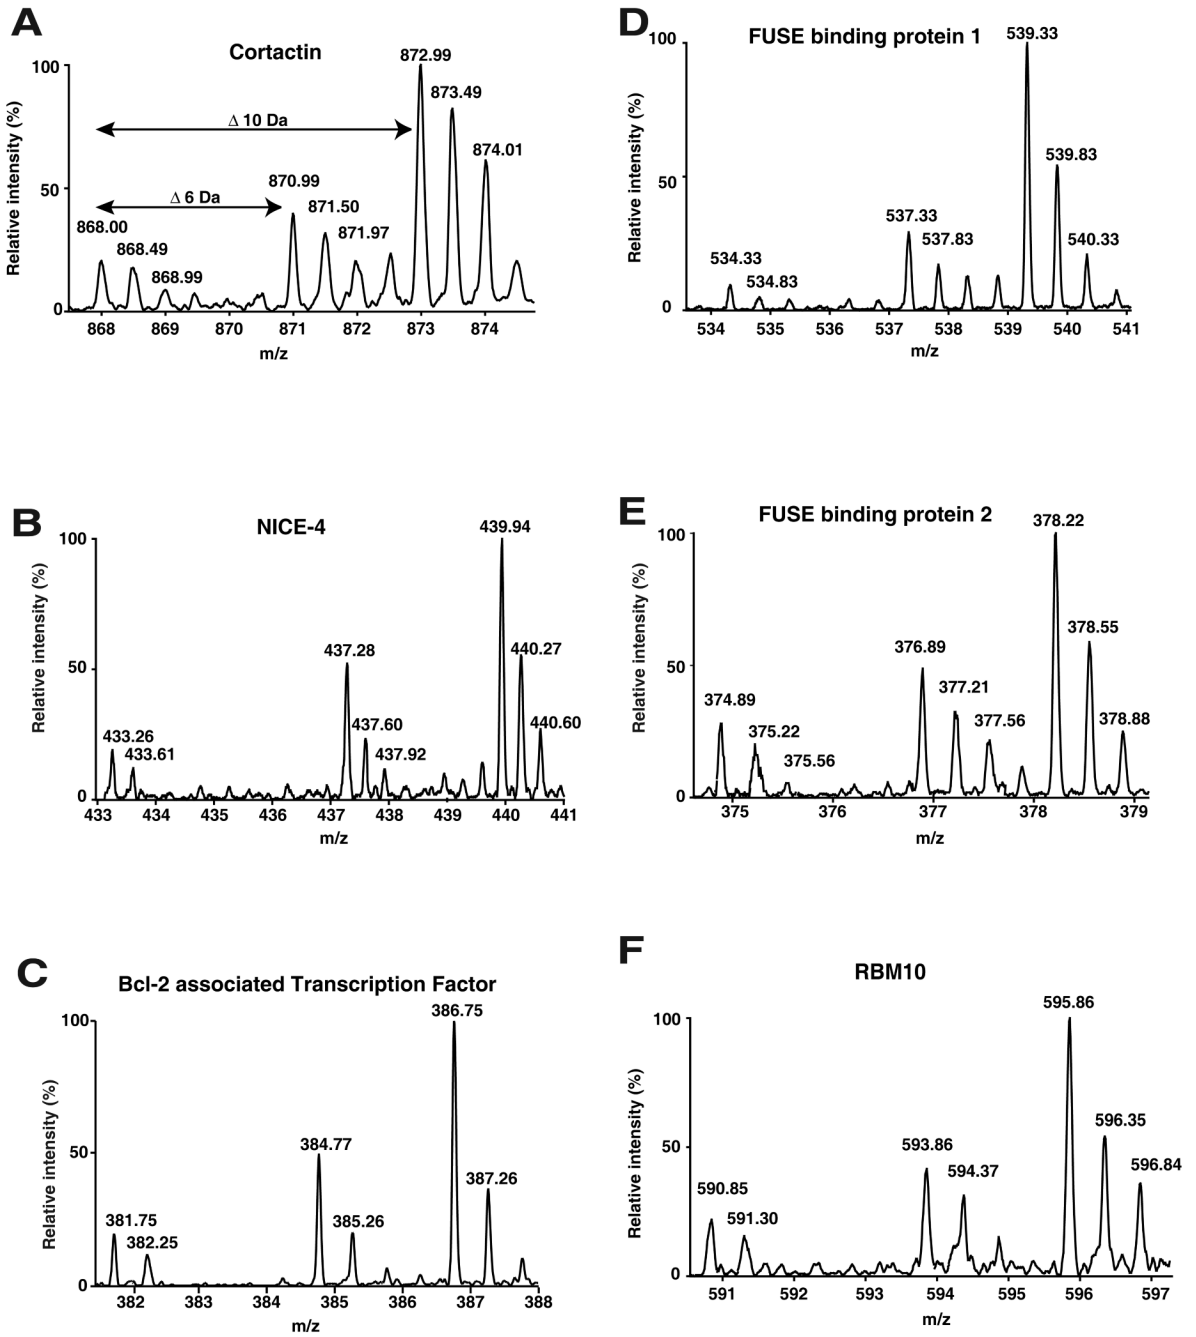 A
Cortactin
Relative intensity (%)
100
50
0
872.99
873.49
Δ 10 Da
874.01
870.99
Δ 6 Da
871.50
868.00
871.97
868.49
868.99
868 869 870 871 872 873 874
m/z
D
FUSE binding protein 1
Relative intensity (%)
100
50
0
539.33
539.83
537.33
537.83
540.33
534.33
534.83
534 535 536 537 538 539 540 541
m/z
B
NICE-4
Relative intensity (%)
100
50
0
439.94
437.28
440.27
437.60
440.60
433.26
433.61
437.92
433 434 435 436 437 438 439 440 441
m/z
E
FUSE binding protein 2
Relative intensity (%)
100
50
0
378.22
378.55
376.89
377.21
374.89
377.56
378.88
375.22
375.56
375 376 377 378 379
m/z
C
Bcl-2 associated Transcription Factor
Relative intensity (%)
100
50
0
386.75
384.77
387.26
381.75
385.26
382.25
382 383 384 385 386 387 388
m/z
F
RBM10
Relative intensity (%)
100
50
0
595.86
596.35
593.86
594.37
596.84
590.85
591.30
591 592 593 594 595 596 597
m/z